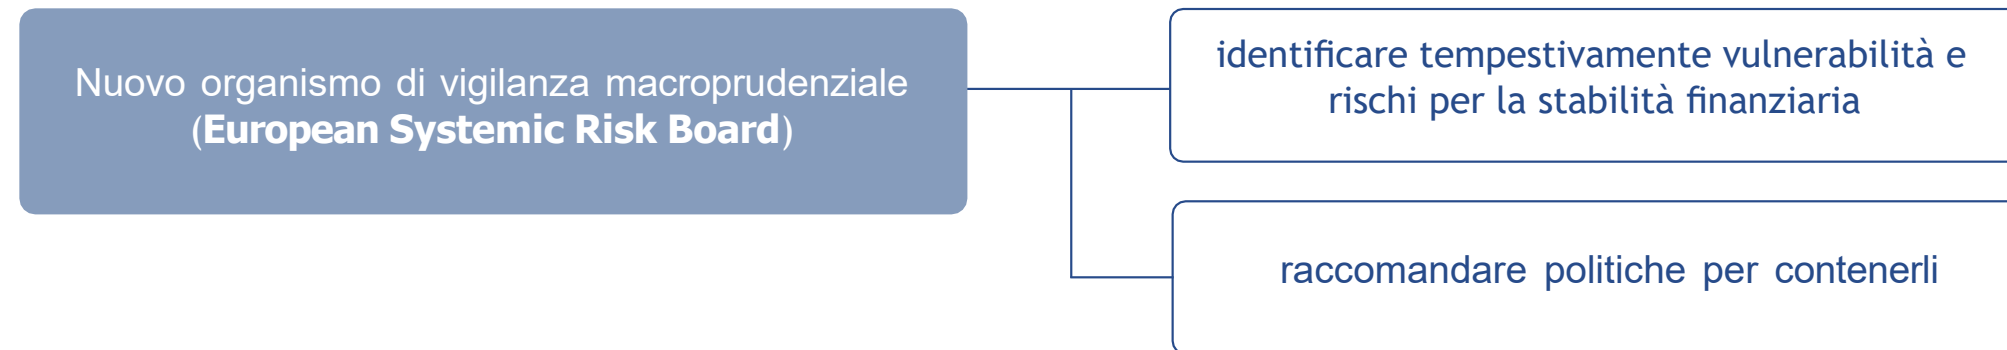 Nuovo organismo di vigilanza macroprudenziale
(European Systemic Risk Board)
identificare tempestivamente vulnerabilità e
rischi per la stabilità finanziaria
raccomandare politiche per contenerli